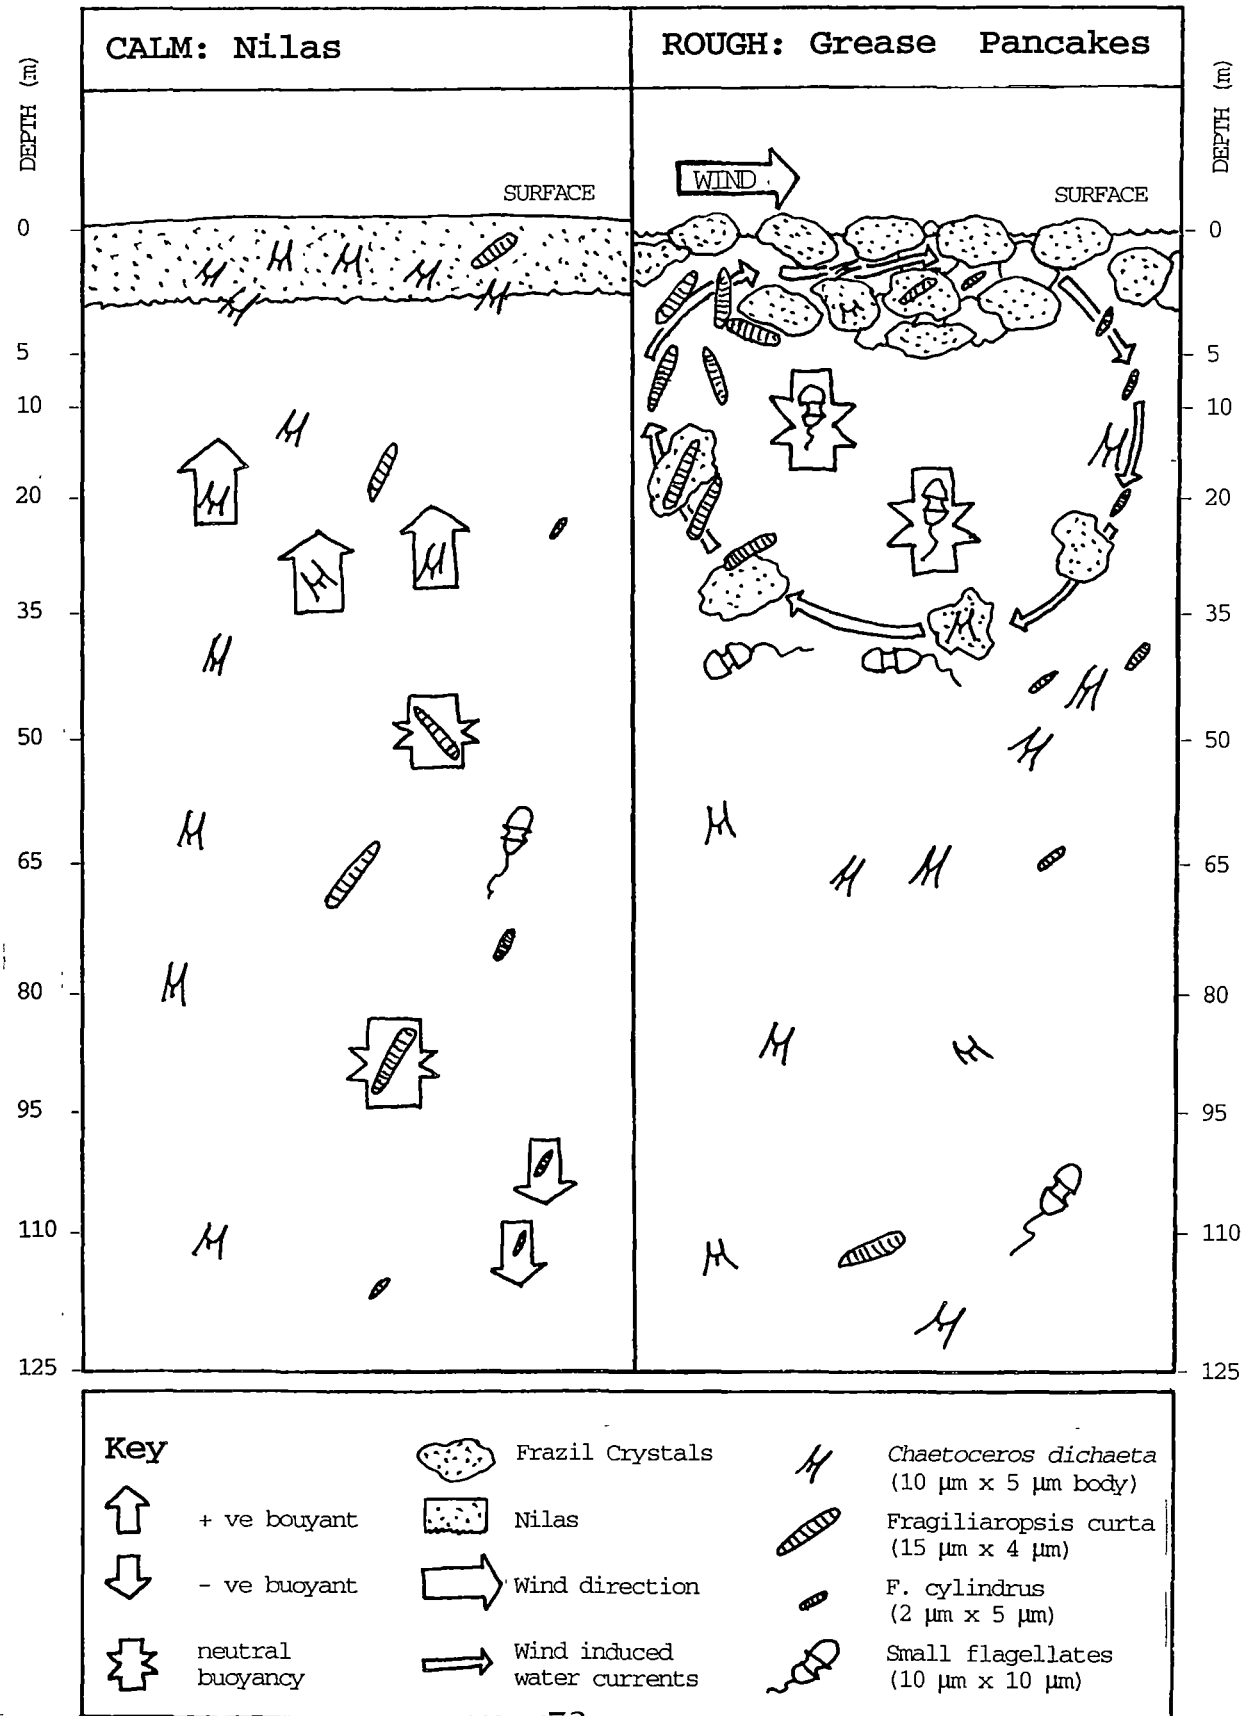 CALM: Nilas
ROUGH: Grease Pancakes
DEPTH (m)
DEPTH (m)
WIND
SURFACE
SURFACE
0
5
10
20
35
50
65
80
95
110
125
0
5
10
20
35
50
65
80
95
110
125
Key
+ ve bouyant
- ve buoyant
neutral
buoyancy
Frazil Crystals
Nilas
Wind direction
Wind induced
water currents
Chaetoceros dichaeta
(10 µm x 5 µm body)
Fragiliaropsis curta
(15 µm x 4 µm)
F. cylindrus
(2 µm x 5 µm)
Small flagellates
(10 µm x 10 µm)